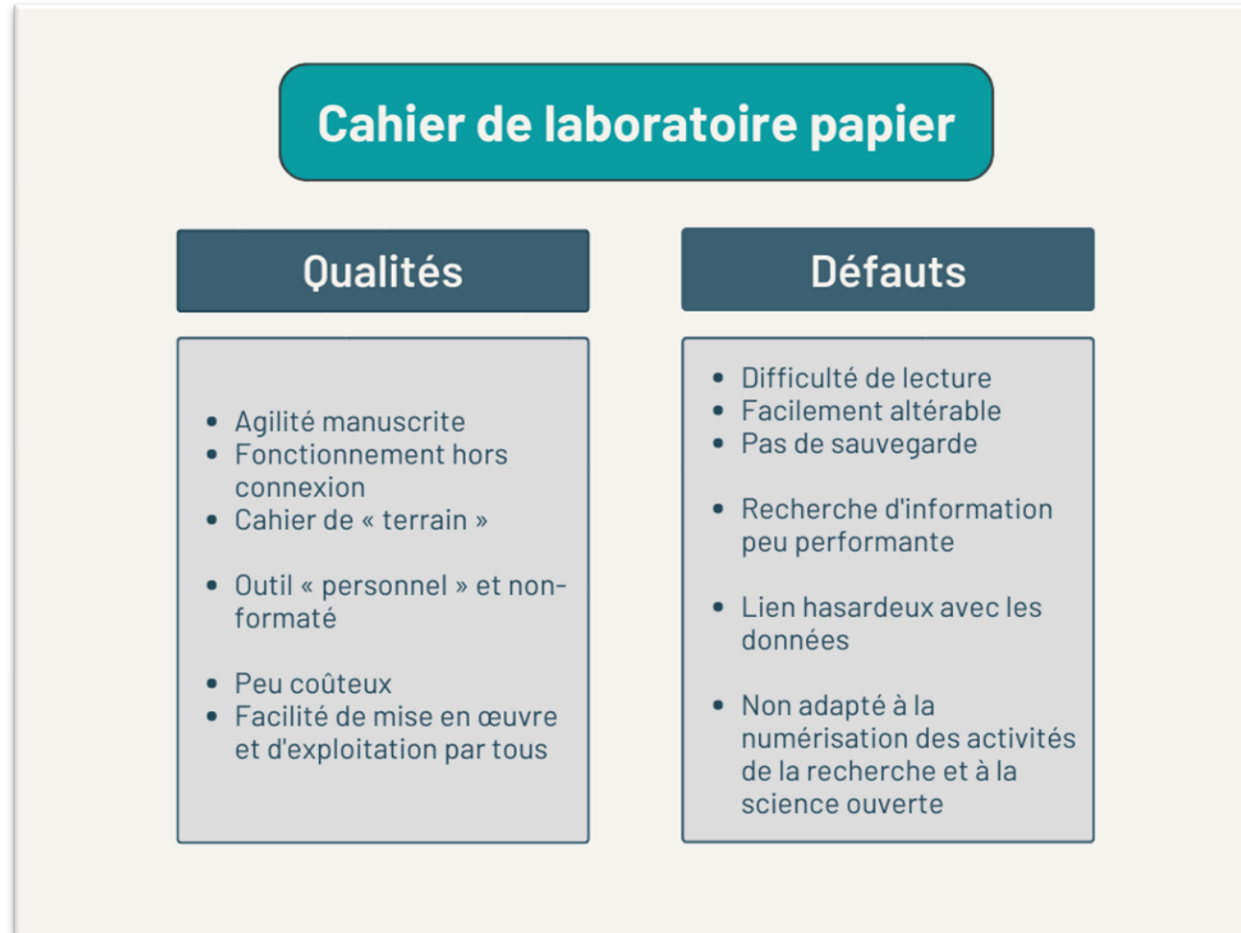 Cahier de laboratoire papier
Qualités
• Agilité manuscrite
• Fonctionnement hors
connexion
• Cahier de « terrain »
• Outil « personnel » et non-
formaté
• Peu coûteux
• Facilité de mise en œuvre
et d'exploitation par tous
Défauts
• Difficulté de lecture
• Facilement altérable
• Pas de sauvegarde
• Recherche d'information
peu performante
• Lien hasardeux avec les
données
• Non adapté à la
numérisation des activités
de la recherche et à la
science ouverte